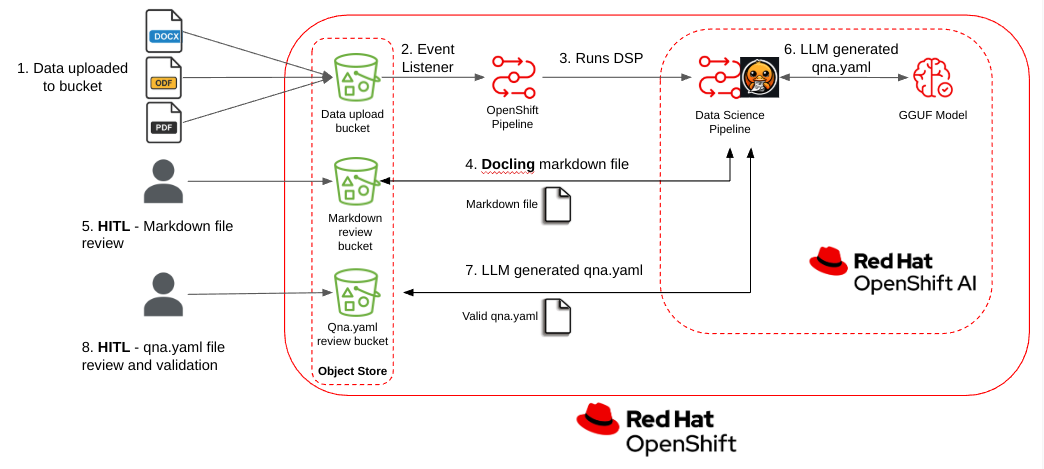 1. Data uploaded
to bucket
DOCX
ODF
PDF
Data upload
bucket
2. Event
Listener
OpenShift
Pipeline
3. Runs DSP
Data Science
Pipeline
6. LLM generated
qna.yaml
GGUF Model
4. Docling markdown file
Markdown file
Markdown
review
bucket
5. HITL - Markdown file
review
7. LLM generated qna.yaml
Valid qna.yaml
Qna.yaml
review bucket
8. HITL - qna.yaml file
review and validation
Object Store
Red Hat
OpenShift AI
Red Hat
OpenShift